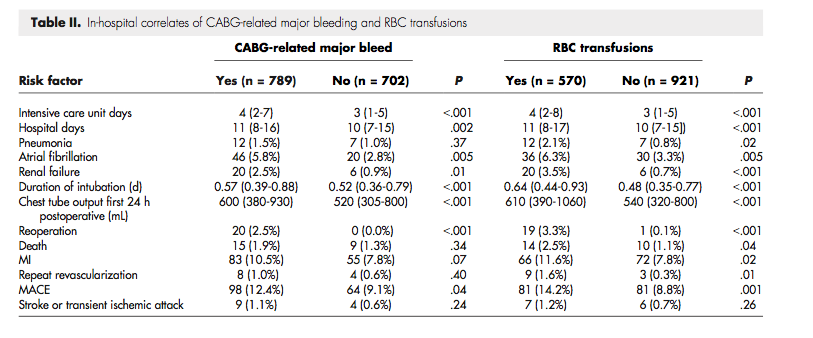 Table II. In-hospital correlates of CABG-related major bleeding and RBC transfusions
CABG-related major bleed RBC transfusions
Risk factor Yes (n = 789) No (n = 702) P Yes (n = 570) No (n = 921) P
Intensive care unit days 4 (2-7) 3 (1-5) <.001 4 (2-8) 3 (1-5) <.001
Hospital days 11 (8-16) 10 (7-15) .002 11 (8-17) 10 (7-15]) <.001
Pneumonia 12 (1.5%) 7 (1.0%) .37 12 (2.1%) 7 (0.8%) .02
Atrial fibrillation 46 (5.8%) 20 (2.8%) .005 36 (6.3%) 30 (3.3%) .005
Renal failure 20 (2.5%) 6 (0.9%) .01 20 (3.5%) 6 (0.7%) <.001
Duration of intubation (d) 0.57 (0.39-0.88) 0.52 (0.36-0.79) <.001 0.64 (0.44-0.93) 0.48 (0.35-0.77) <.001
Chest tube output first 24 h 600 (380-930) 520 (305-800) <.001 610 (390-1060) 540 (320-800) <.001
postoperative (mL)
Reoperation 20 (2.5%) 0 (0.0%) <.001 19 (3.3%) 1 (0.1%) <.001
Death 15 (1.9%) 9 (1.3%) .34 14 (2.5%) 10 (1.1%) .04
MI 83 (10.5%) 55 (7.8%) .07 66 (11.6%) 72 (7.8%) .02
Repeat revascularization 8 (1.0%) 4 (0.6%) .40 9 (1.6%) 3 (0.3%) .01
MACE 98 (12.4%) 64 (9.1%) .04 81 (14.2%) 81 (8.8%) .001
Stroke or transient ischemic attack 9 (1.1%) 4 (0.6%) .24 7 (1.2%) 6 (0.7%) .26